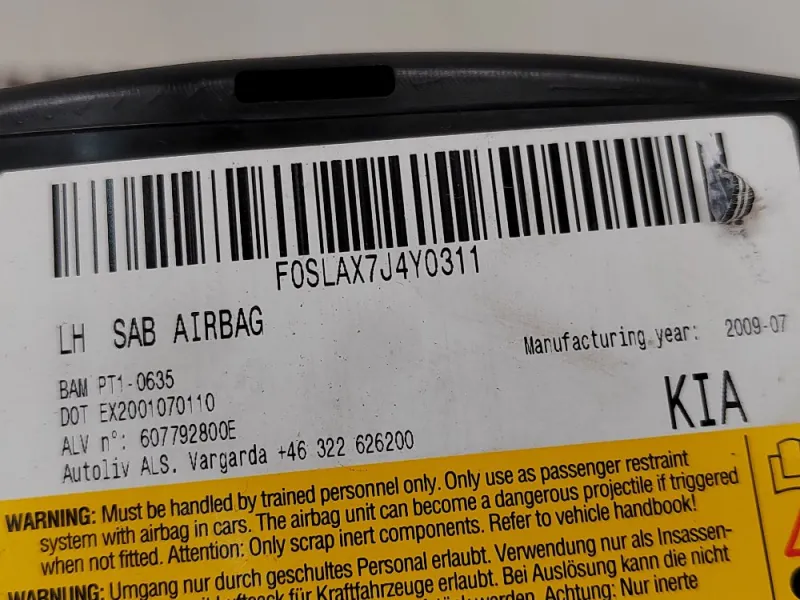 F0SLAX7J4Y0311
LH SAB AIRBAG
Manufacturing year: 2009-07
BAM PT1-0635
DOT EX2001070110
KIA
ALV n°: 607792800E
Autoliv ALS. Vargarda +46 322 626200
WARNING: Must be handled by trained personnel only. Only use as passenger restraint
system with airbag in cars. The airbag unit can become a dangerous projectile if triggered
when not fitted. Attention: Only scrap inert components. Refer to vehicle handbook!
WARNUNG: Umgang nur durch geschultes Personal erlaubt. Verwendung nur als Insassen-
für Kraftfahrzeuge erlaubt. Bei Auslösung kann die nicht
Achtung: Nur inerte